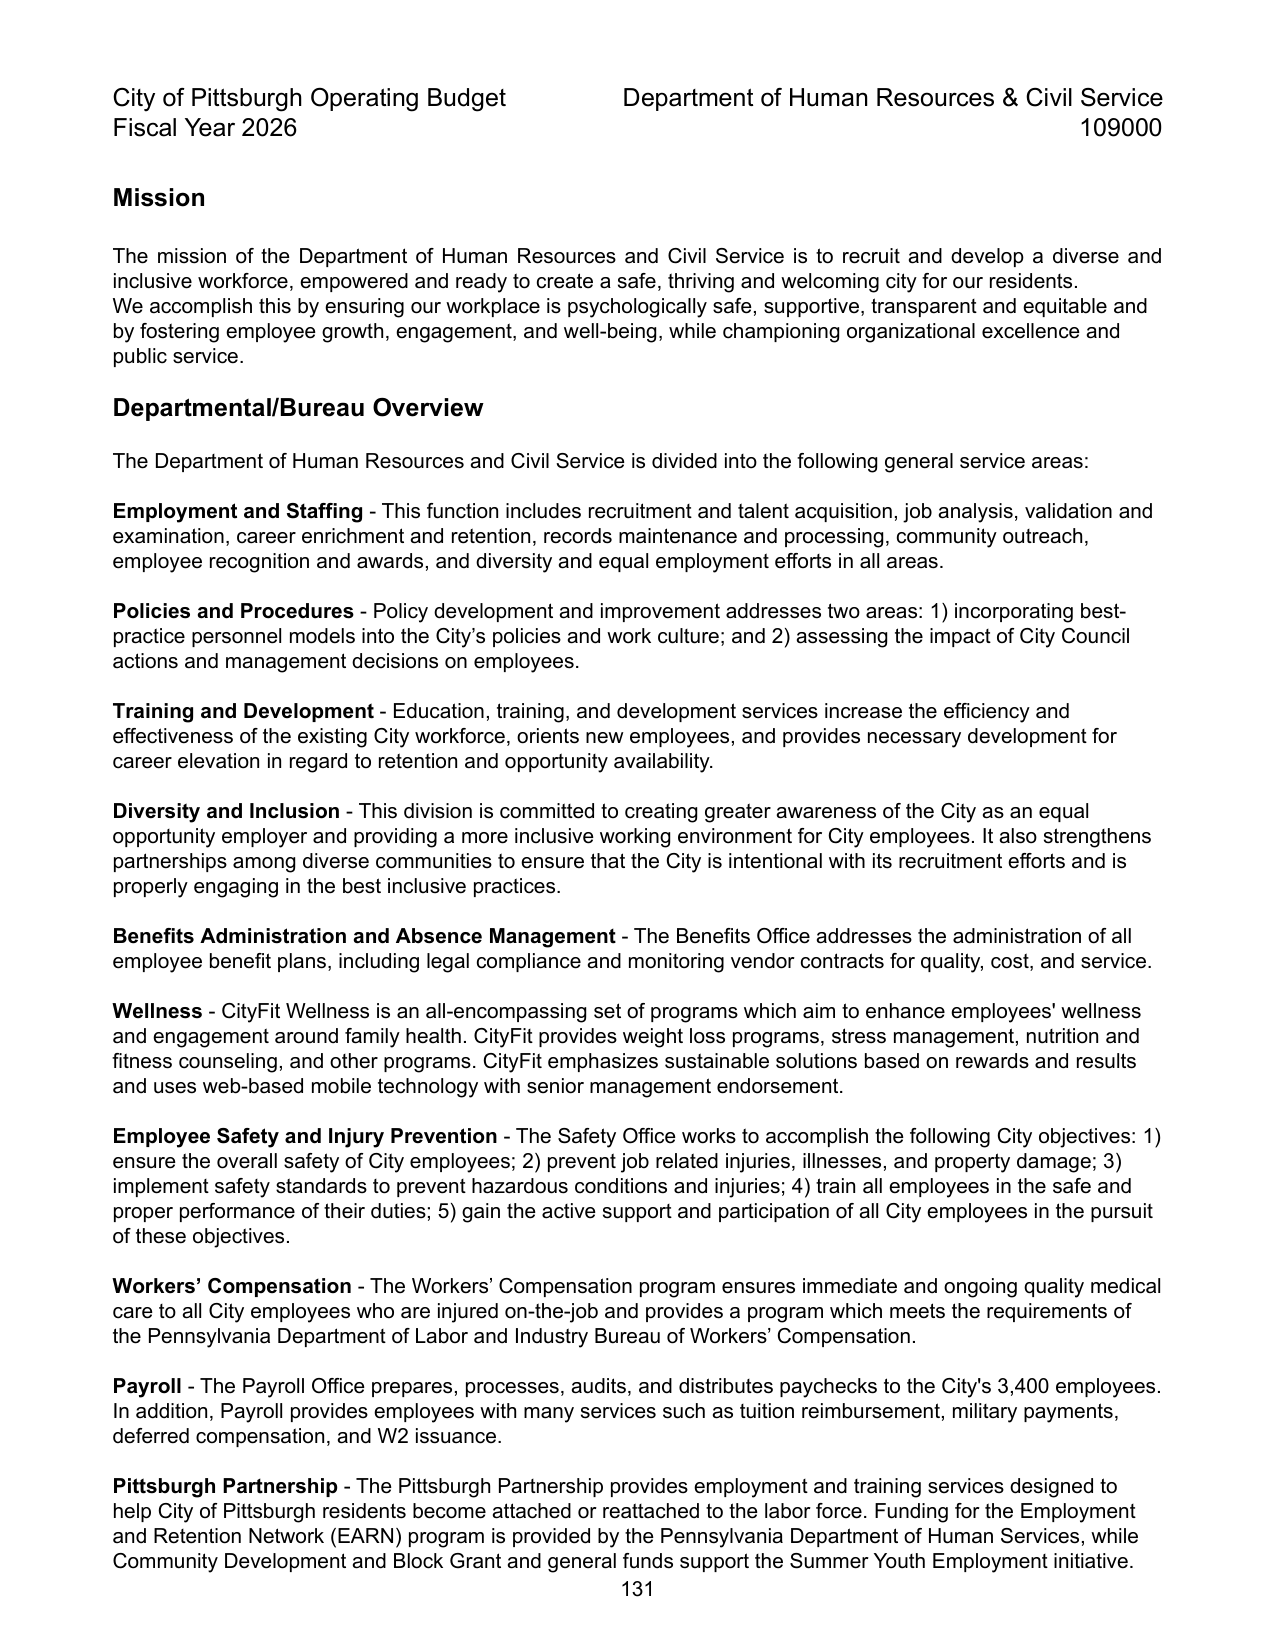 City of Pittsburgh Operating Budget
Fiscal Year 2026
Department of Human Resources & Civil Service
109000
Mission
The mission of the Department of Human Resources and Civil Service is to recruit and develop a diverse and
inclusive workforce, empowered and ready to create a safe, thriving and welcoming city for our residents.
We accomplish this by ensuring our workplace is psychologically safe, supportive, transparent and equitable and
by fostering employee growth, engagement, and well-being, while championing organizational excellence and
public service.
Departmental/Bureau Overview
The Department of Human Resources and Civil Service is divided into the following general service areas:
Employment and Staffing - This function includes recruitment and talent acquisition, job analysis, validation and
examination, career enrichment and retention, records maintenance and processing, community outreach,
employee recognition and awards, and diversity and equal employment efforts in all areas.
Policies and Procedures - Policy development and improvement addresses two areas: 1) incorporating best-
practice personnel models into the City’s policies and work culture; and 2) assessing the impact of City Council
actions and management decisions on employees.
Training and Development - Education, training, and development services increase the efficiency and
effectiveness of the existing City workforce, orients new employees, and provides necessary development for
career elevation in regard to retention and opportunity availability.
Diversity and Inclusion - This division is committed to creating greater awareness of the City as an equal
opportunity employer and providing a more inclusive working environment for City employees. It also strengthens
partnerships among diverse communities to ensure that the City is intentional with its recruitment efforts and is
properly engaging in the best inclusive practices.
Benefits Administration and Absence Management - The Benefits Office addresses the administration of all
employee benefit plans, including legal compliance and monitoring vendor contracts for quality, cost, and service.
Wellness - CityFit Wellness is an all-encompassing set of programs which aim to enhance employees' wellness
and engagement around family health. CityFit provides weight loss programs, stress management, nutrition and
fitness counseling, and other programs. CityFit emphasizes sustainable solutions based on rewards and results
and uses web-based mobile technology with senior management endorsement.
Employee Safety and Injury Prevention - The Safety Office works to accomplish the following City objectives: 1)
ensure the overall safety of City employees; 2) prevent job related injuries, illnesses, and property damage; 3)
implement safety standards to prevent hazardous conditions and injuries; 4) train all employees in the safe and
proper performance of their duties; 5) gain the active support and participation of all City employees in the pursuit
of these objectives.
Workers’ Compensation - The Workers’ Compensation program ensures immediate and ongoing quality medical
care to all City employees who are injured on-the-job and provides a program which meets the requirements of
the Pennsylvania Department of Labor and Industry Bureau of Workers’ Compensation.
Payroll - The Payroll Office prepares, processes, audits, and distributes paychecks to the City's 3,400 employees.
In addition, Payroll provides employees with many services such as tuition reimbursement, military payments,
deferred compensation, and W2 issuance.
Pittsburgh Partnership - The Pittsburgh Partnership provides employment and training services designed to
help City of Pittsburgh residents become attached or reattached to the labor force. Funding for the Employment
and Retention Network (EARN) program is provided by the Pennsylvania Department of Human Services, while
Community Development and Block Grant and general funds support the Summer Youth Employment initiative.
131